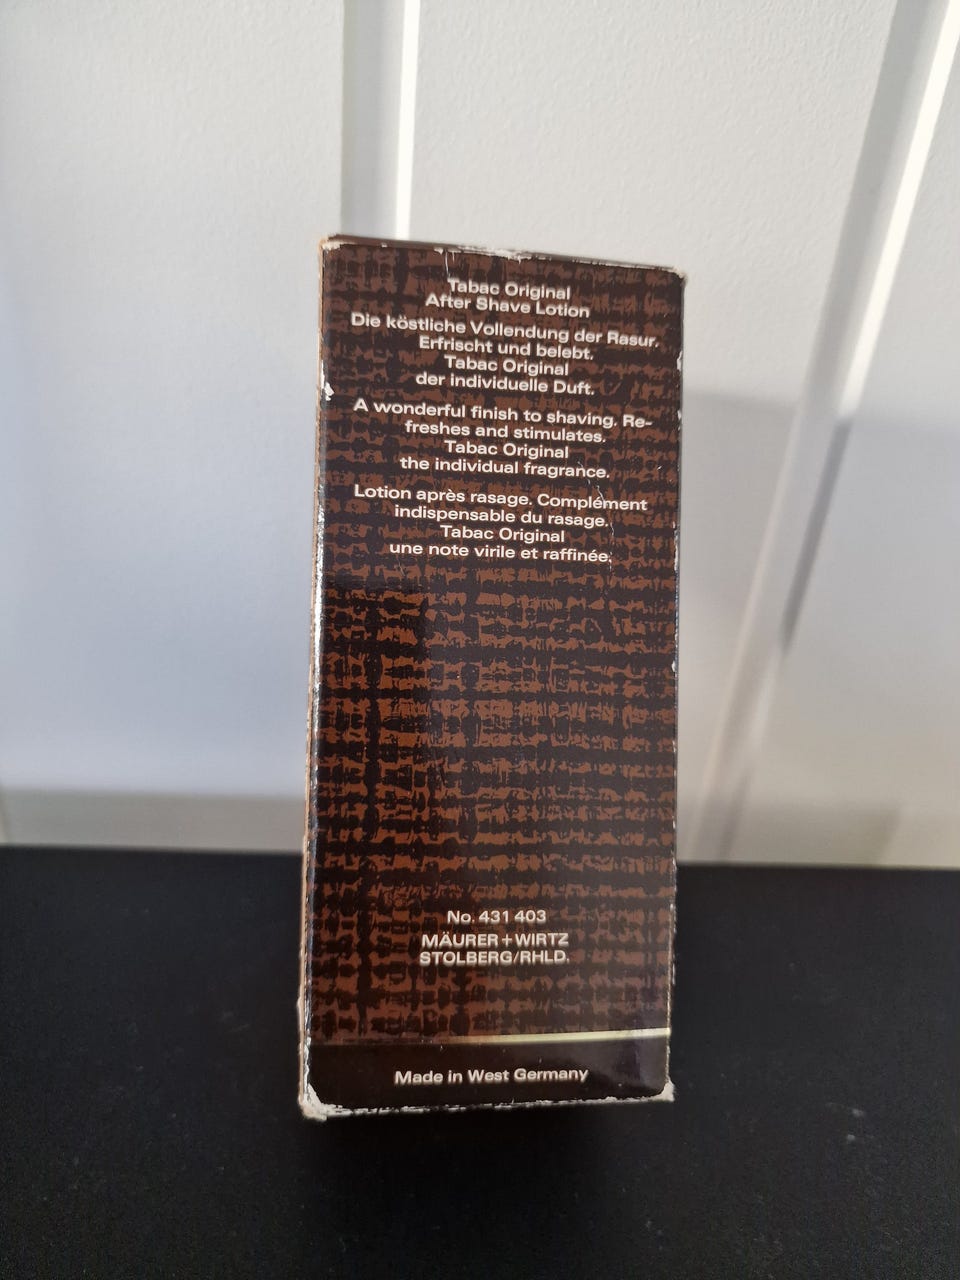 Tabac Original
After Shave Lotion
Die köstliche Vollendung der Rasur.
Erfrischt und belebt.
Tabac Original
der individuelle Duft.
A wonderful finish to shaving. Re-
freshes and stimulates.
Tabac Original
the individual fragrance.
Lotion après rasage. Complément
indispensable du rasage.
Tabac Original
une note virile et raffinée.
No. 431 403
MÄURER+WIRTZ
STOLBERG/RHLD.
Made in West Germany